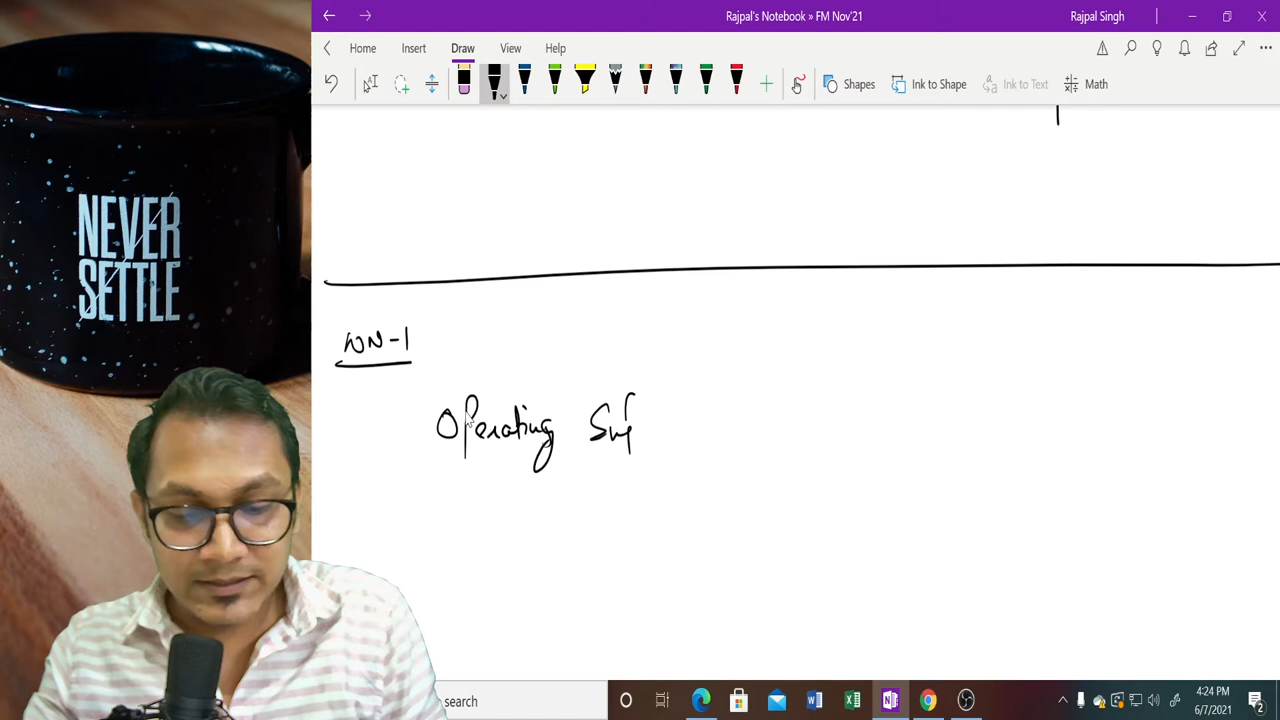 Rajpal's Notebook » FM Nov'21
Rajpal Singh
Home Insert Draw View Help
Shapes Ink to Shape Ink to Text Math
NEVER
SETTLE
WN-1
Operating
search
4:24 PM
6/7/2021
2